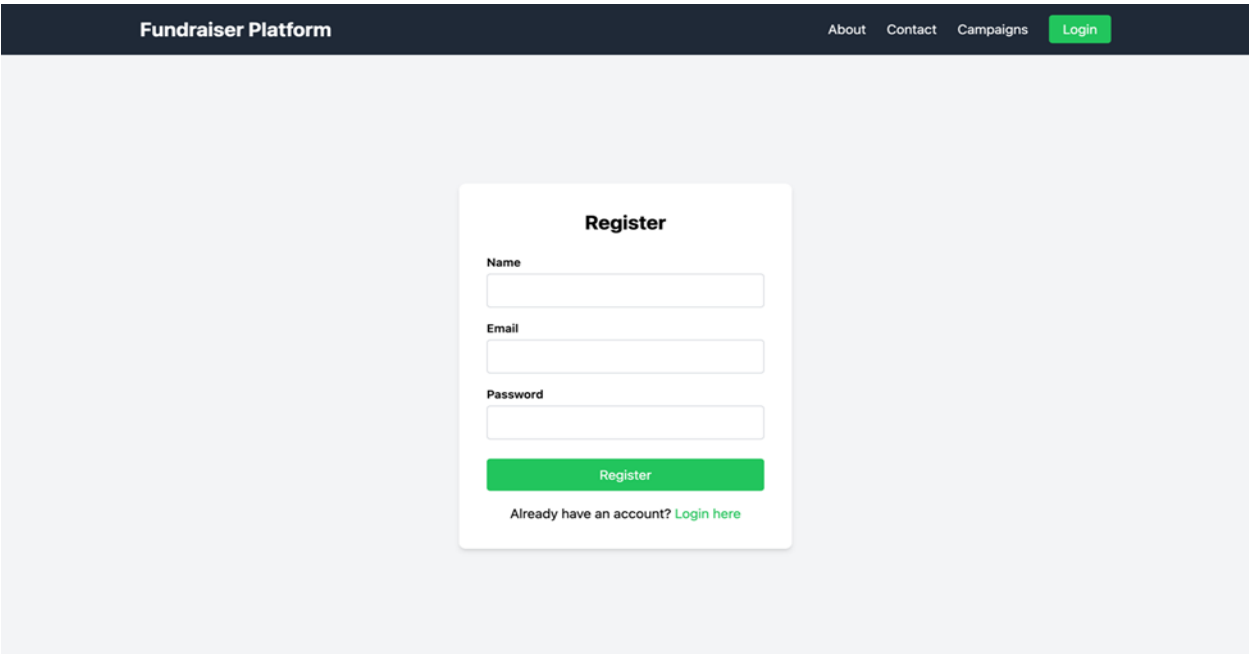 Fundraiser Platform
About Contact Campaigns Login
Register
Name
Email
Password
Register
Already have an account? Login here